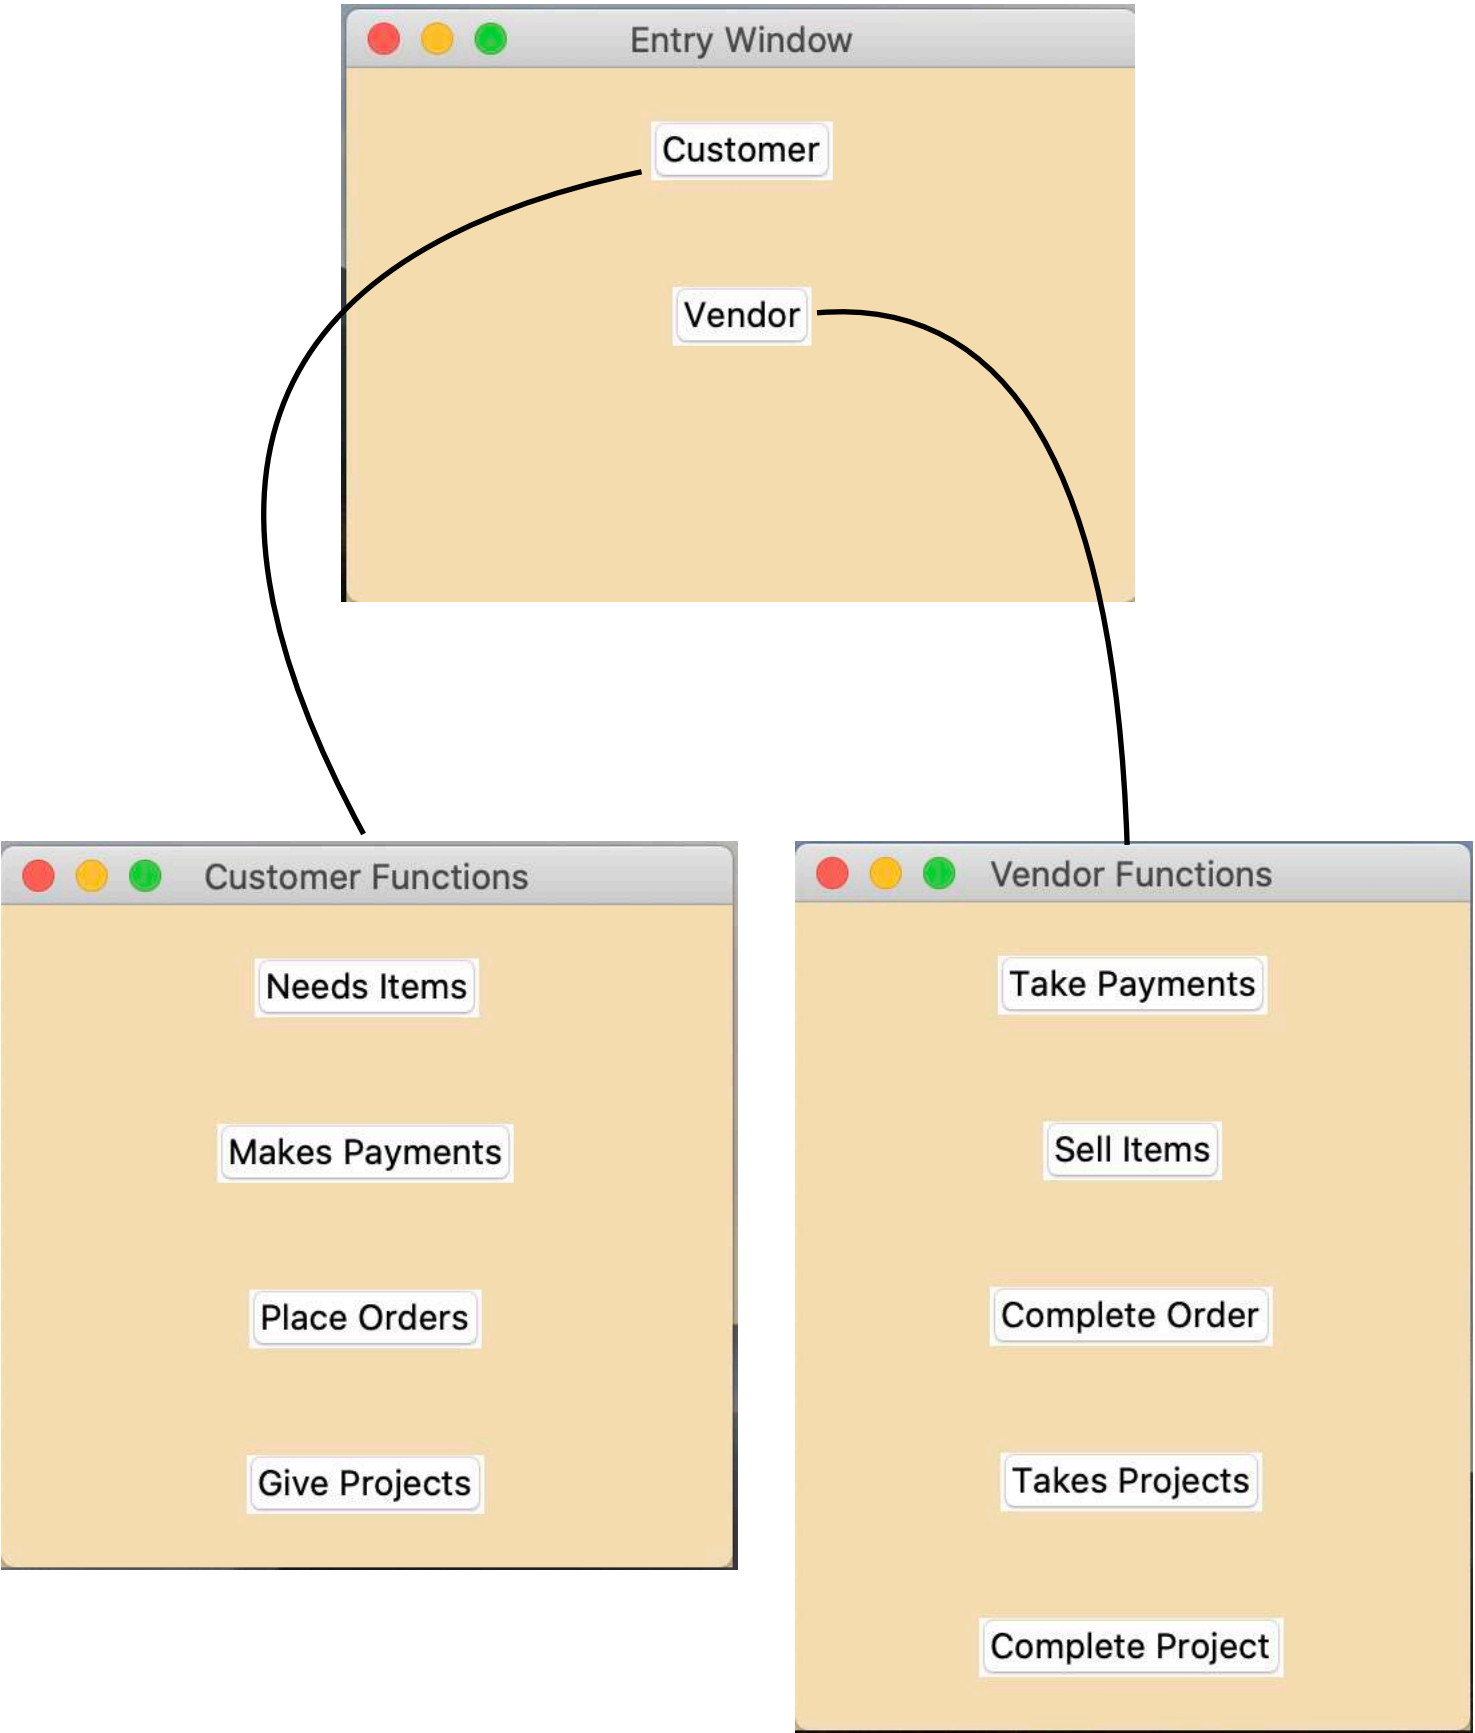 Entry Window
Customer
Vendor
Customer Functions
Needs Items
Makes Payments
Place Orders
Give Projects
Vendor Functions
Take Payments
Sell Items
Complete Order
Takes Projects
Complete Project